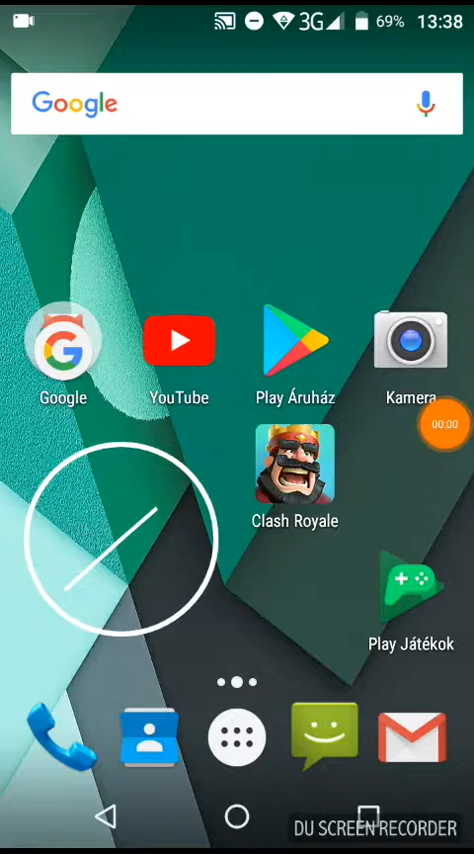 3G 69% 13:38
Google
Google YouTube Play Áruház Kamera
00:00
Clash Royale
Play Játékok
DU SCREEN RECORDER